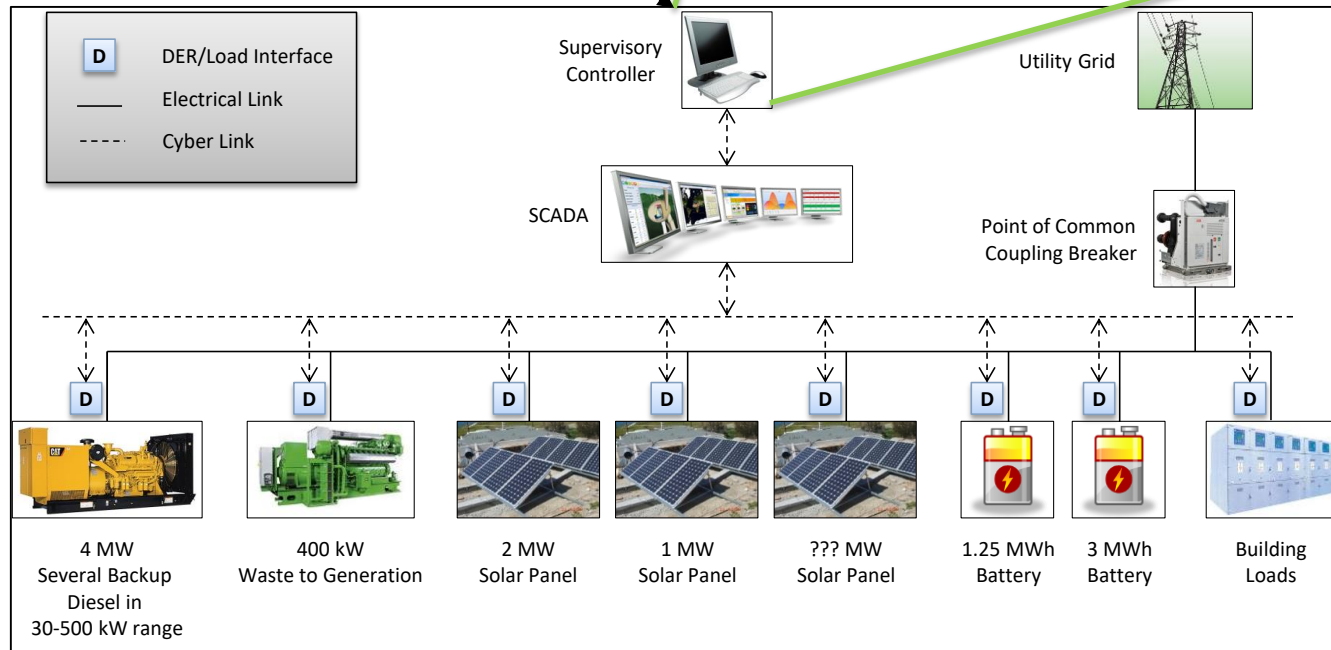 D
DER/Load Interface
Electrical Link
Cyber Link
Supervisory
Controller
Utility Grid
SCADA
Point of Common
Coupling Breaker
D
D
D
D
D
D
D
D
CAT
4 MW
Several Backup
Diesel in
30-500 kW range
400 kW
Waste to Generation
2 MW
Solar Panel
1 MW
Solar Panel
??? MW
Solar Panel
1.25 MWh
Battery
3 MWh
Battery
Building
Loads